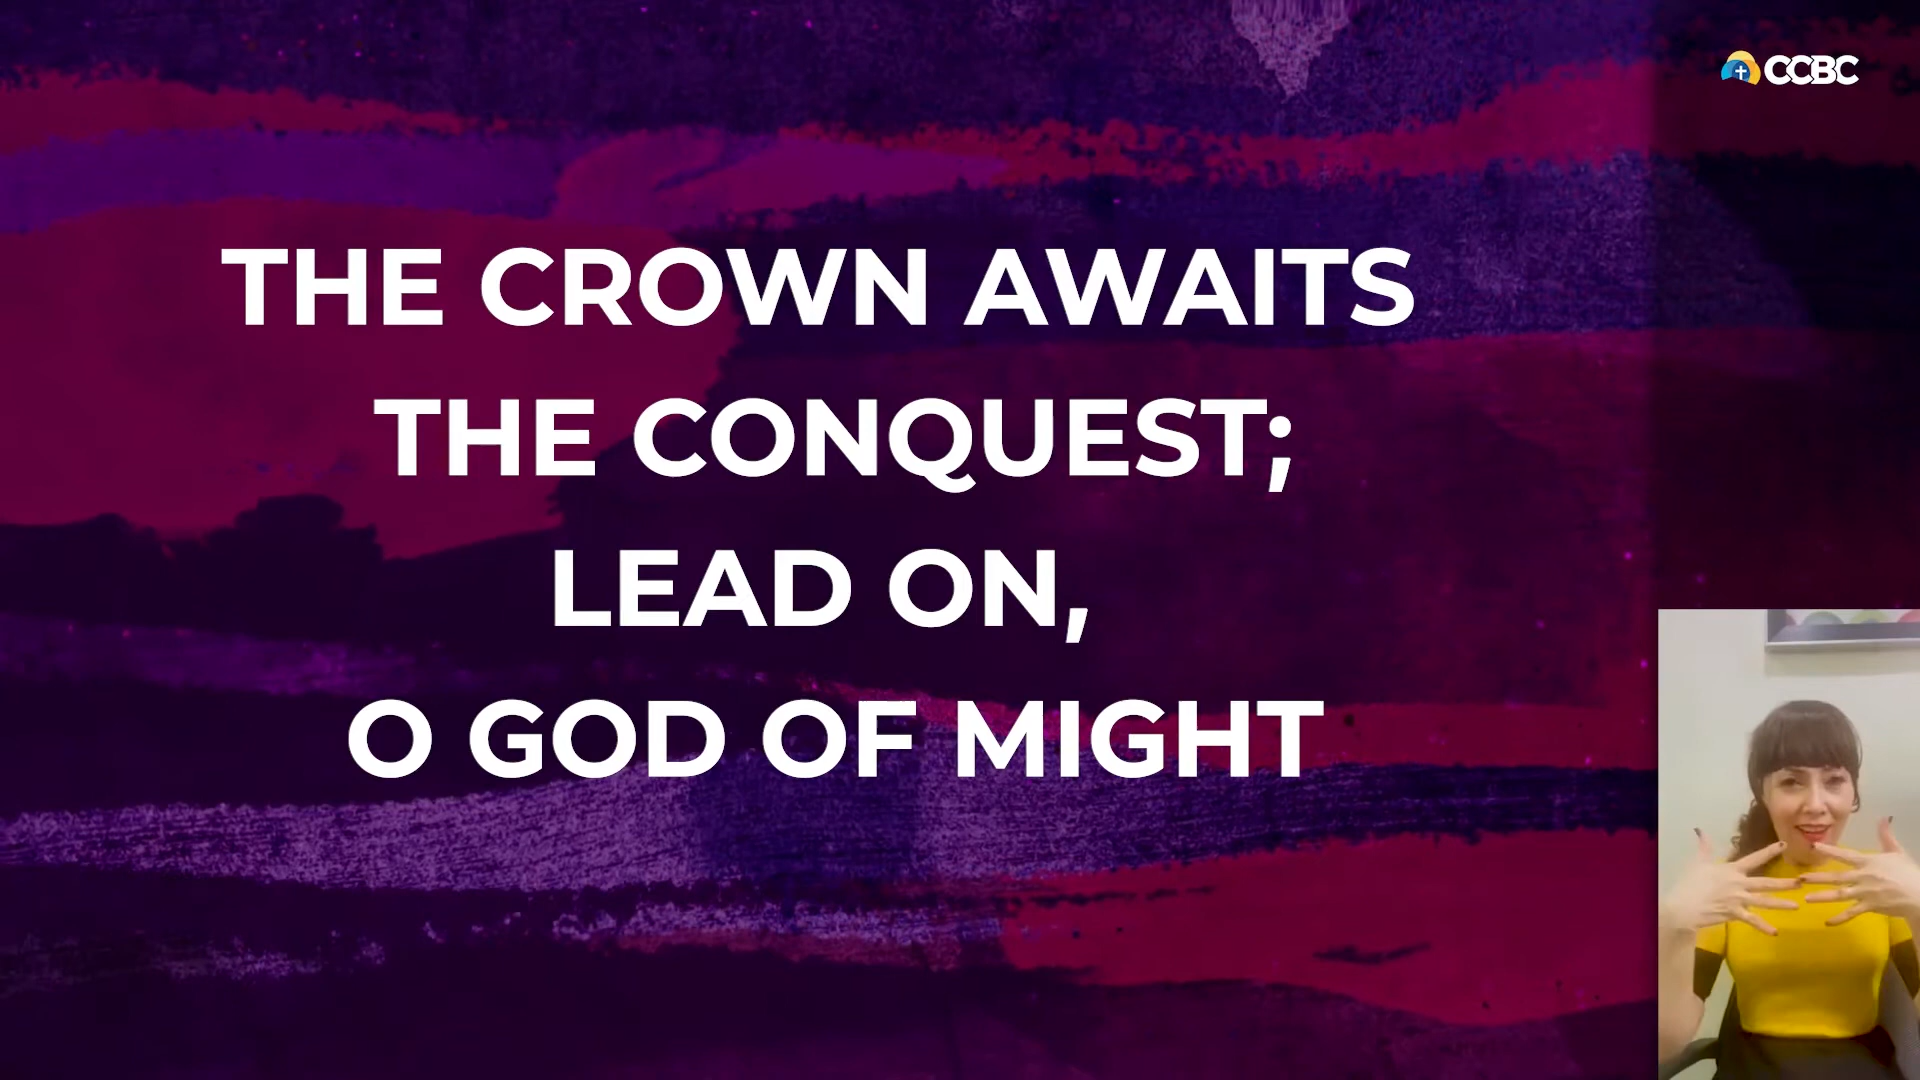 CCBC
THE CROWN AWAITS
THE CONQUEST;
LEAD ON,
O GOD OF MIGHT